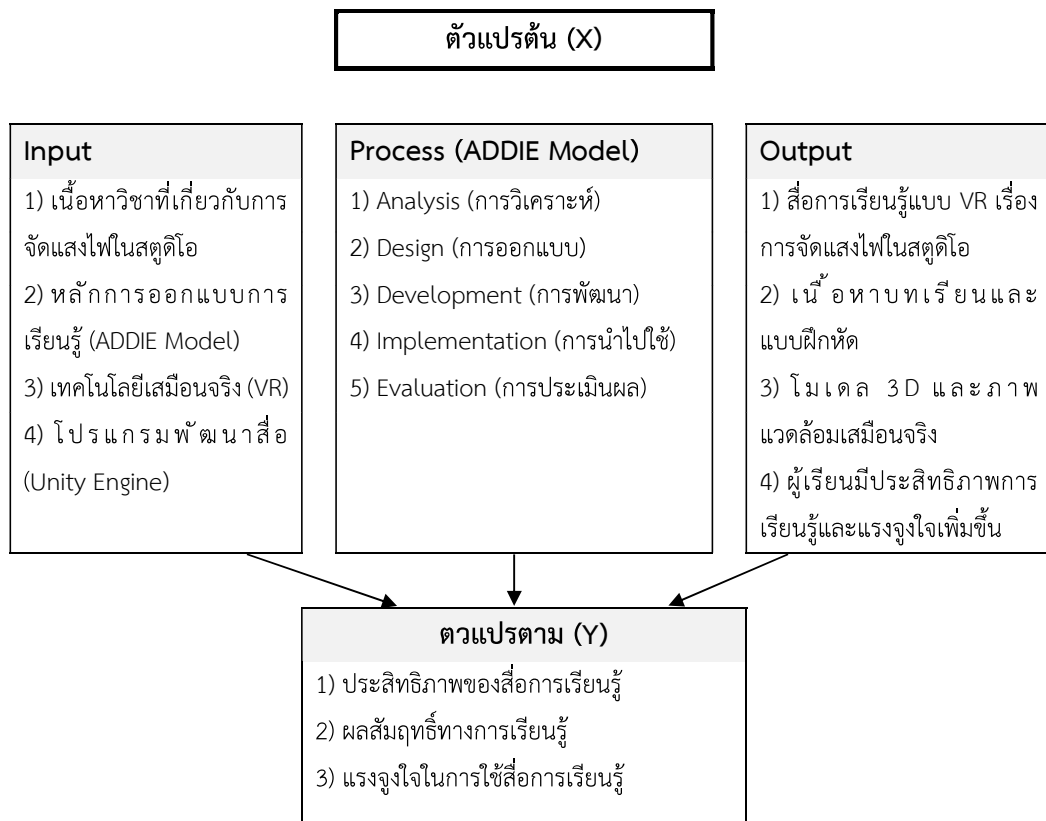 ตัวแปรต้น (X)
Input
1) เนื้อหาวิชาที่เกี่ยวกับการ
จัดแสงไฟในสตูดิโอ
2) หลักการออกแบบการ
เรียนรู้ (ADDIE Model)
3) เทคโนโลยีเสมือนจริง (VR)
4) โปรแกรมพัฒนาสื่อ
(Unity Engine)
Process (ADDIE Model)
1) Analysis (การวิเคราะห์)
2) Design (การออกแบบ)
3) Development (การพัฒนา)
4) Implementation (การนำไปใช้)
5) Evaluation (การประเมินผล)
Output
1) สื่อการเรียนรู้แบบ VR เรื่อง
การจัดแสงไฟในสตูดิโอ
2) เนื้อหาบทเรียนและ
แบบฝึกหัด
3) โมเดล 3D และภาพ
แวดล้อมเสมือนจริง
4) ผู้เรียนมีประสิทธิภาพการ
เรียนรู้และแรงจูงใจเพิ่มขึ้น
ตวแปรตาม (Y)
1) ประสิทธิภาพของสื่อการเรียนรู้
2) ผลสัมฤทธิ์ทางการเรียนรู้
3) แรงจูงใจในการใช้สื่อการเรียนรู้